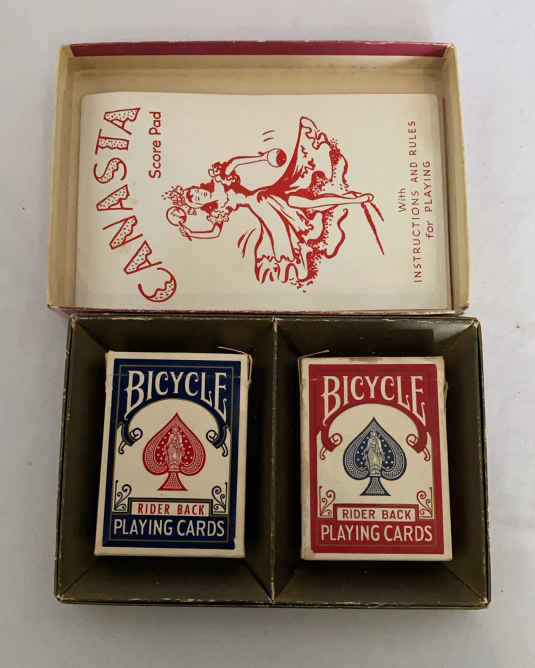 CANASTA
Score Pad
With
INSTRUCTIONS AND RULES
for PLAYING
BICYCLE
RIDER BACK
PLAYING CARDS
BICYCLE
RIDER BACK
PLAYING CARDS